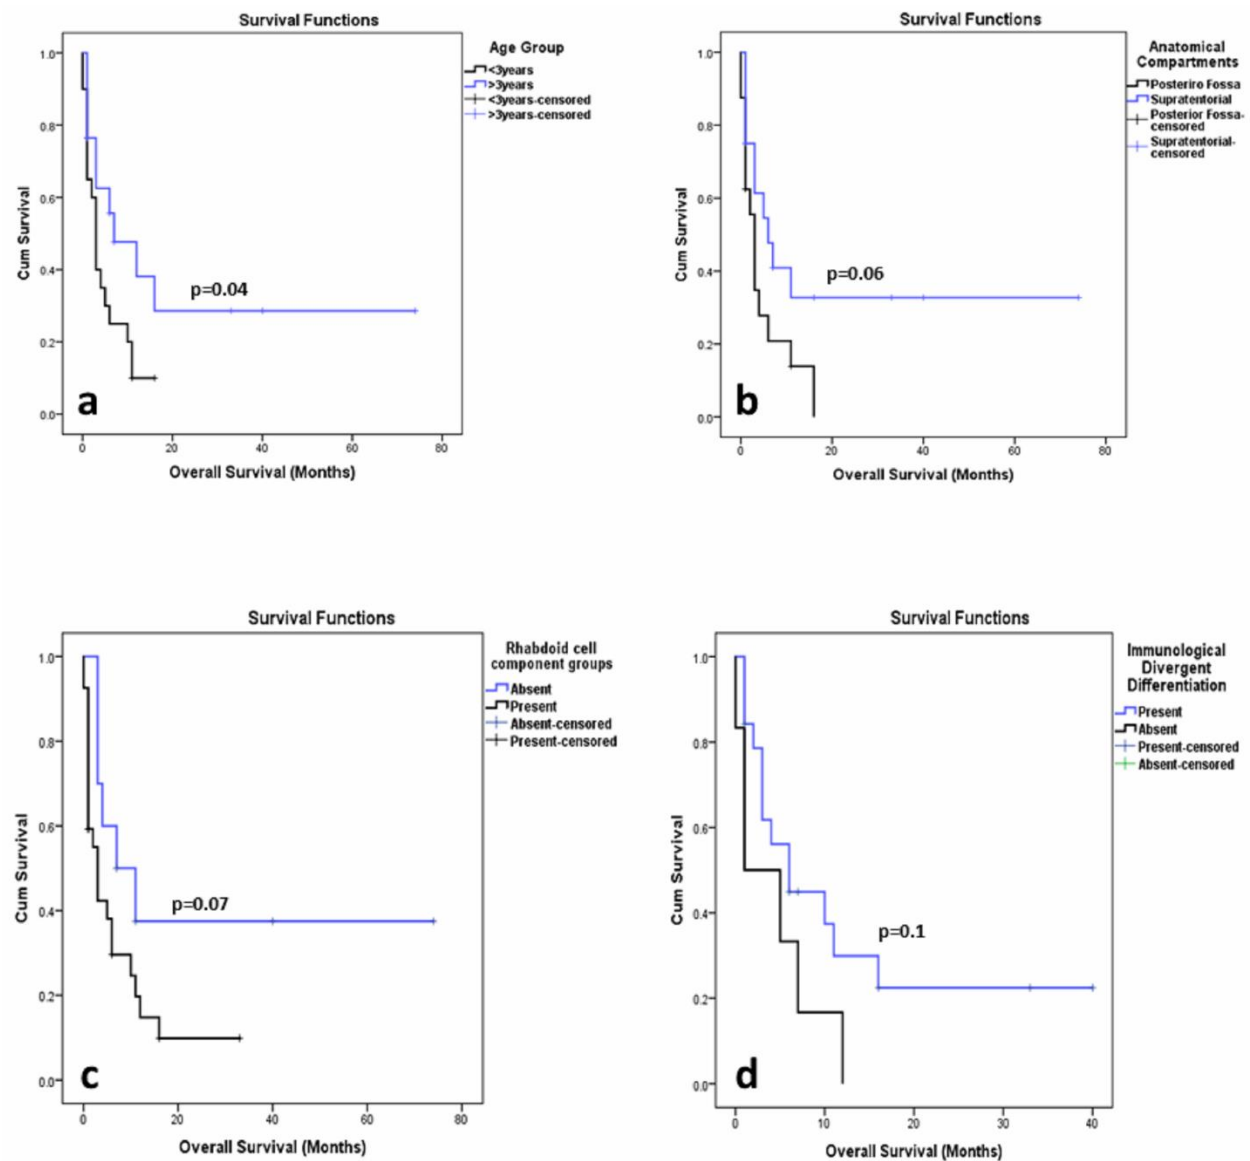 Survival Functions
Age Group
<3years
>3years
<3years-censored
>3years-censored
Cum Survival
1.0
0.8
0.6
0.4
0.2
0.0
p=0.04
a
0 20 40 60 80
Overall Survival (Months)
Survival Functions
Anatomical
Compartments
Posteriro Fossa
Supratentorial
Posterior Fossa-
censored
Supratentorial-
censored
Cum Survival
1.0
0.8
0.6
0.4
0.2
0.0
p=0.06
b
0 20 40 60 80
Overall Survival (Months)
Survival Functions
Rhabdoid cell
component groups
Absent
Present
Absent-censored
Present-censored
Cum Survival
1.0
0.8
0.6
0.4
0.2
0.0
p=0.07
c
0 20 40 60 80
Overall Survival (Months)
Survival Functions
Immunological
Divergent
Differentiation
Present
Absent
Present-censored
Absent-censored
Cum Survival
1.0
0.8
0.6
0.4
0.2
0.0
p=0.1
d
0 10 20 30 40
Overall Survival (Months)